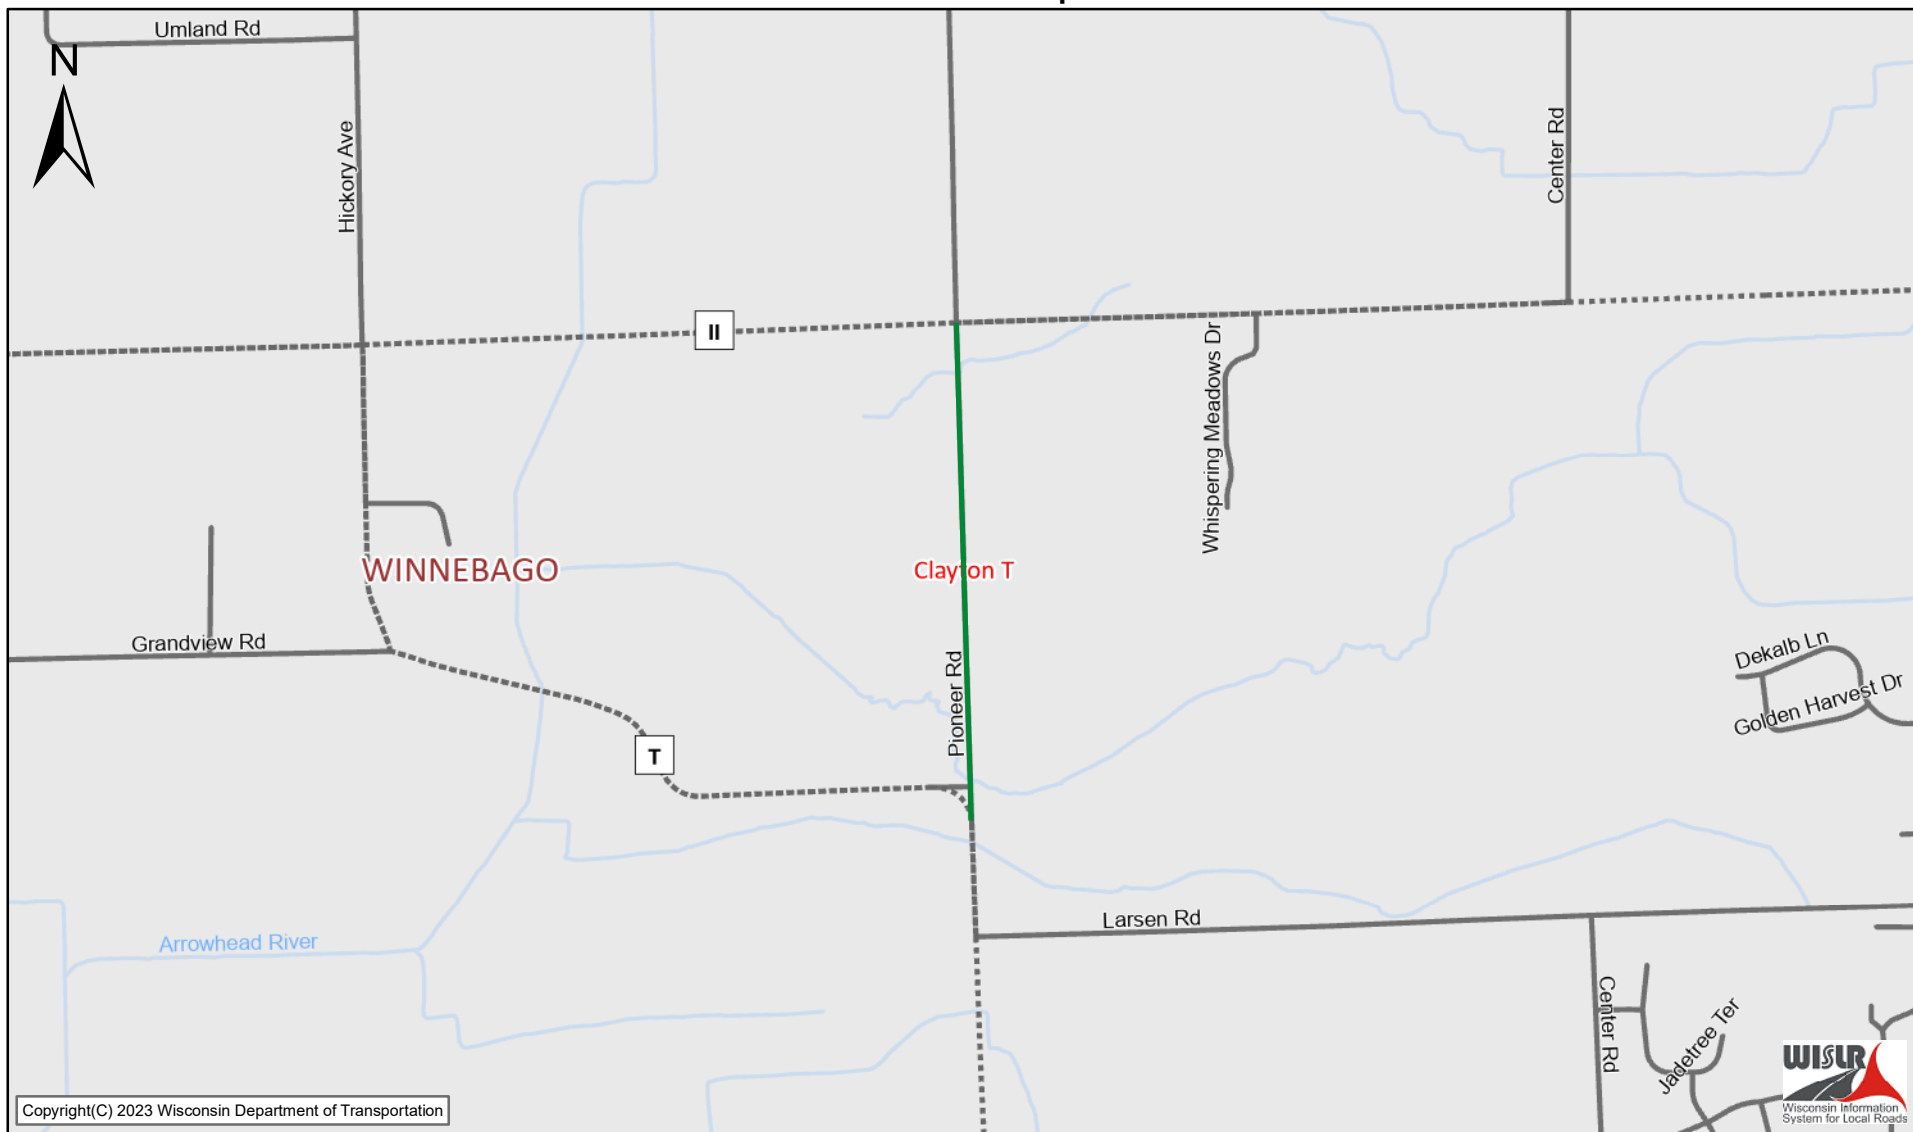 Umland Rd
N
Hickory Ave
Center Rd
II
Whispering Meadows Dr
WINNEBAGO
Clayton T
Grandview Rd
Dekalb Ln
Pioneer Rd
Golden Harvest Dr
T
Larsen Rd
Arrowhead River
Center Rd
Jadetree Ter
WISLR
Wisconsin Information
System for Local Roads
Copyright(C) 2023 Wisconsin Department of Transportation